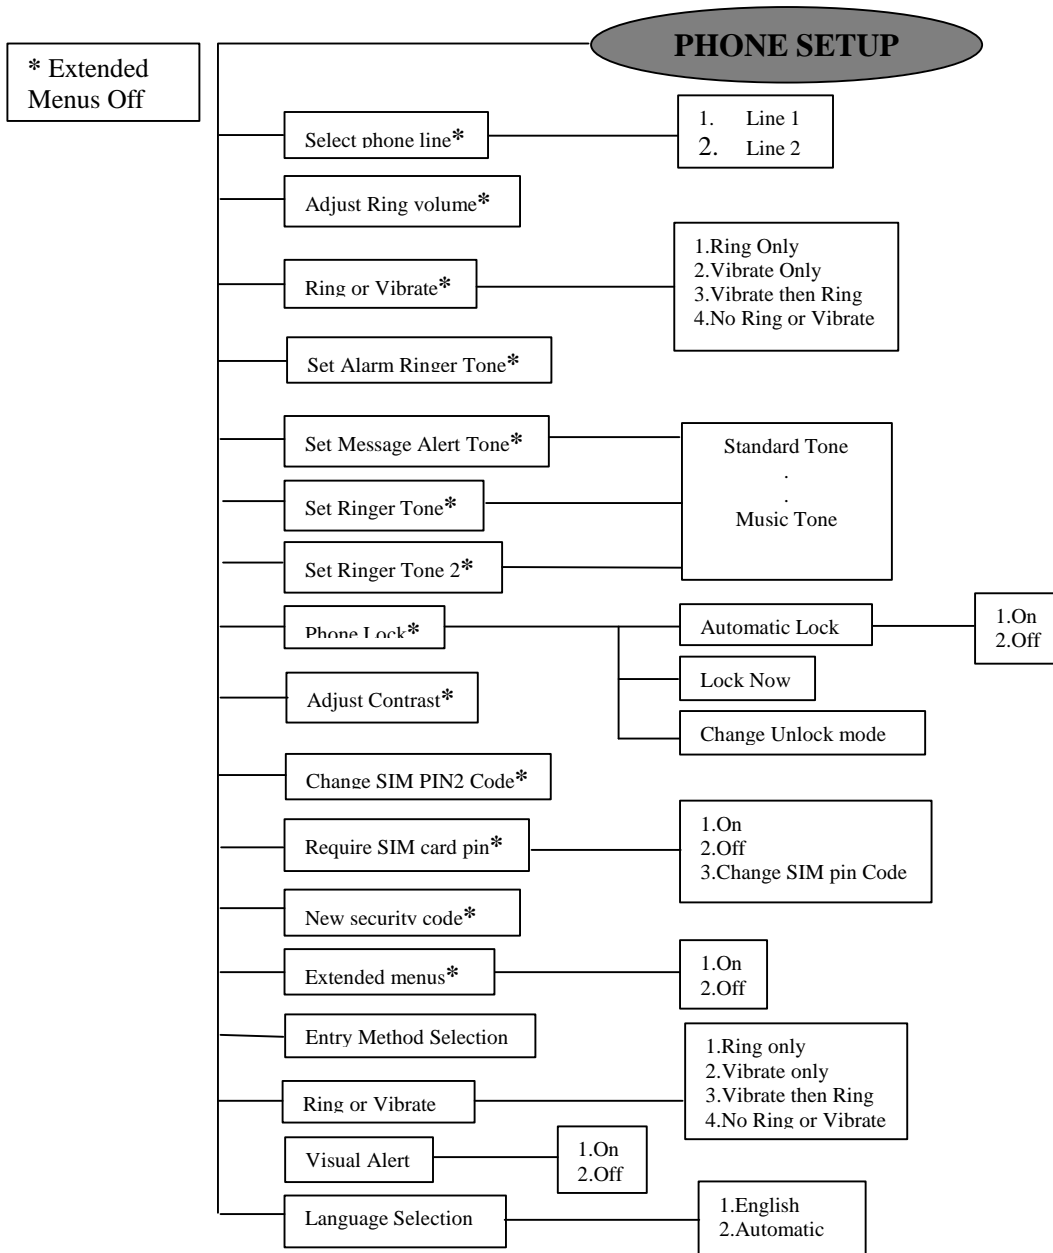 PHONE SETUP
* Extended
Menus Off
Select phone line*
1. Line 1
2. Line 2
Adjust Ring volume*
Ring or Vibrate*
1.Ring Only
2.Vibrate Only
3.Vibrate then Ring
4.No Ring or Vibrate
Set Alarm Ringer Tone*
Set Message Alert Tone*
Standard Tone
.
.
Music Tone
Set Ringer Tone*
Set Ringer Tone 2*
Phone Lock*
Automatic Lock
1.On
2.Off
Lock Now
Change Unlock mode
Adjust Contrast*
Change SIM PIN2 Code*
Require SIM card pin*
1.On
2.Off
3.Change SIM pin Code
New security code*
Extended menus*
1.On
2.Off
Entry Method Selection
Ring or Vibrate
1.Ring only
2.Vibrate only
3.Vibrate then Ring
4.No Ring or Vibrate
Visual Alert
1.On
2.Off
Language Selection
1.English
2.Automatic